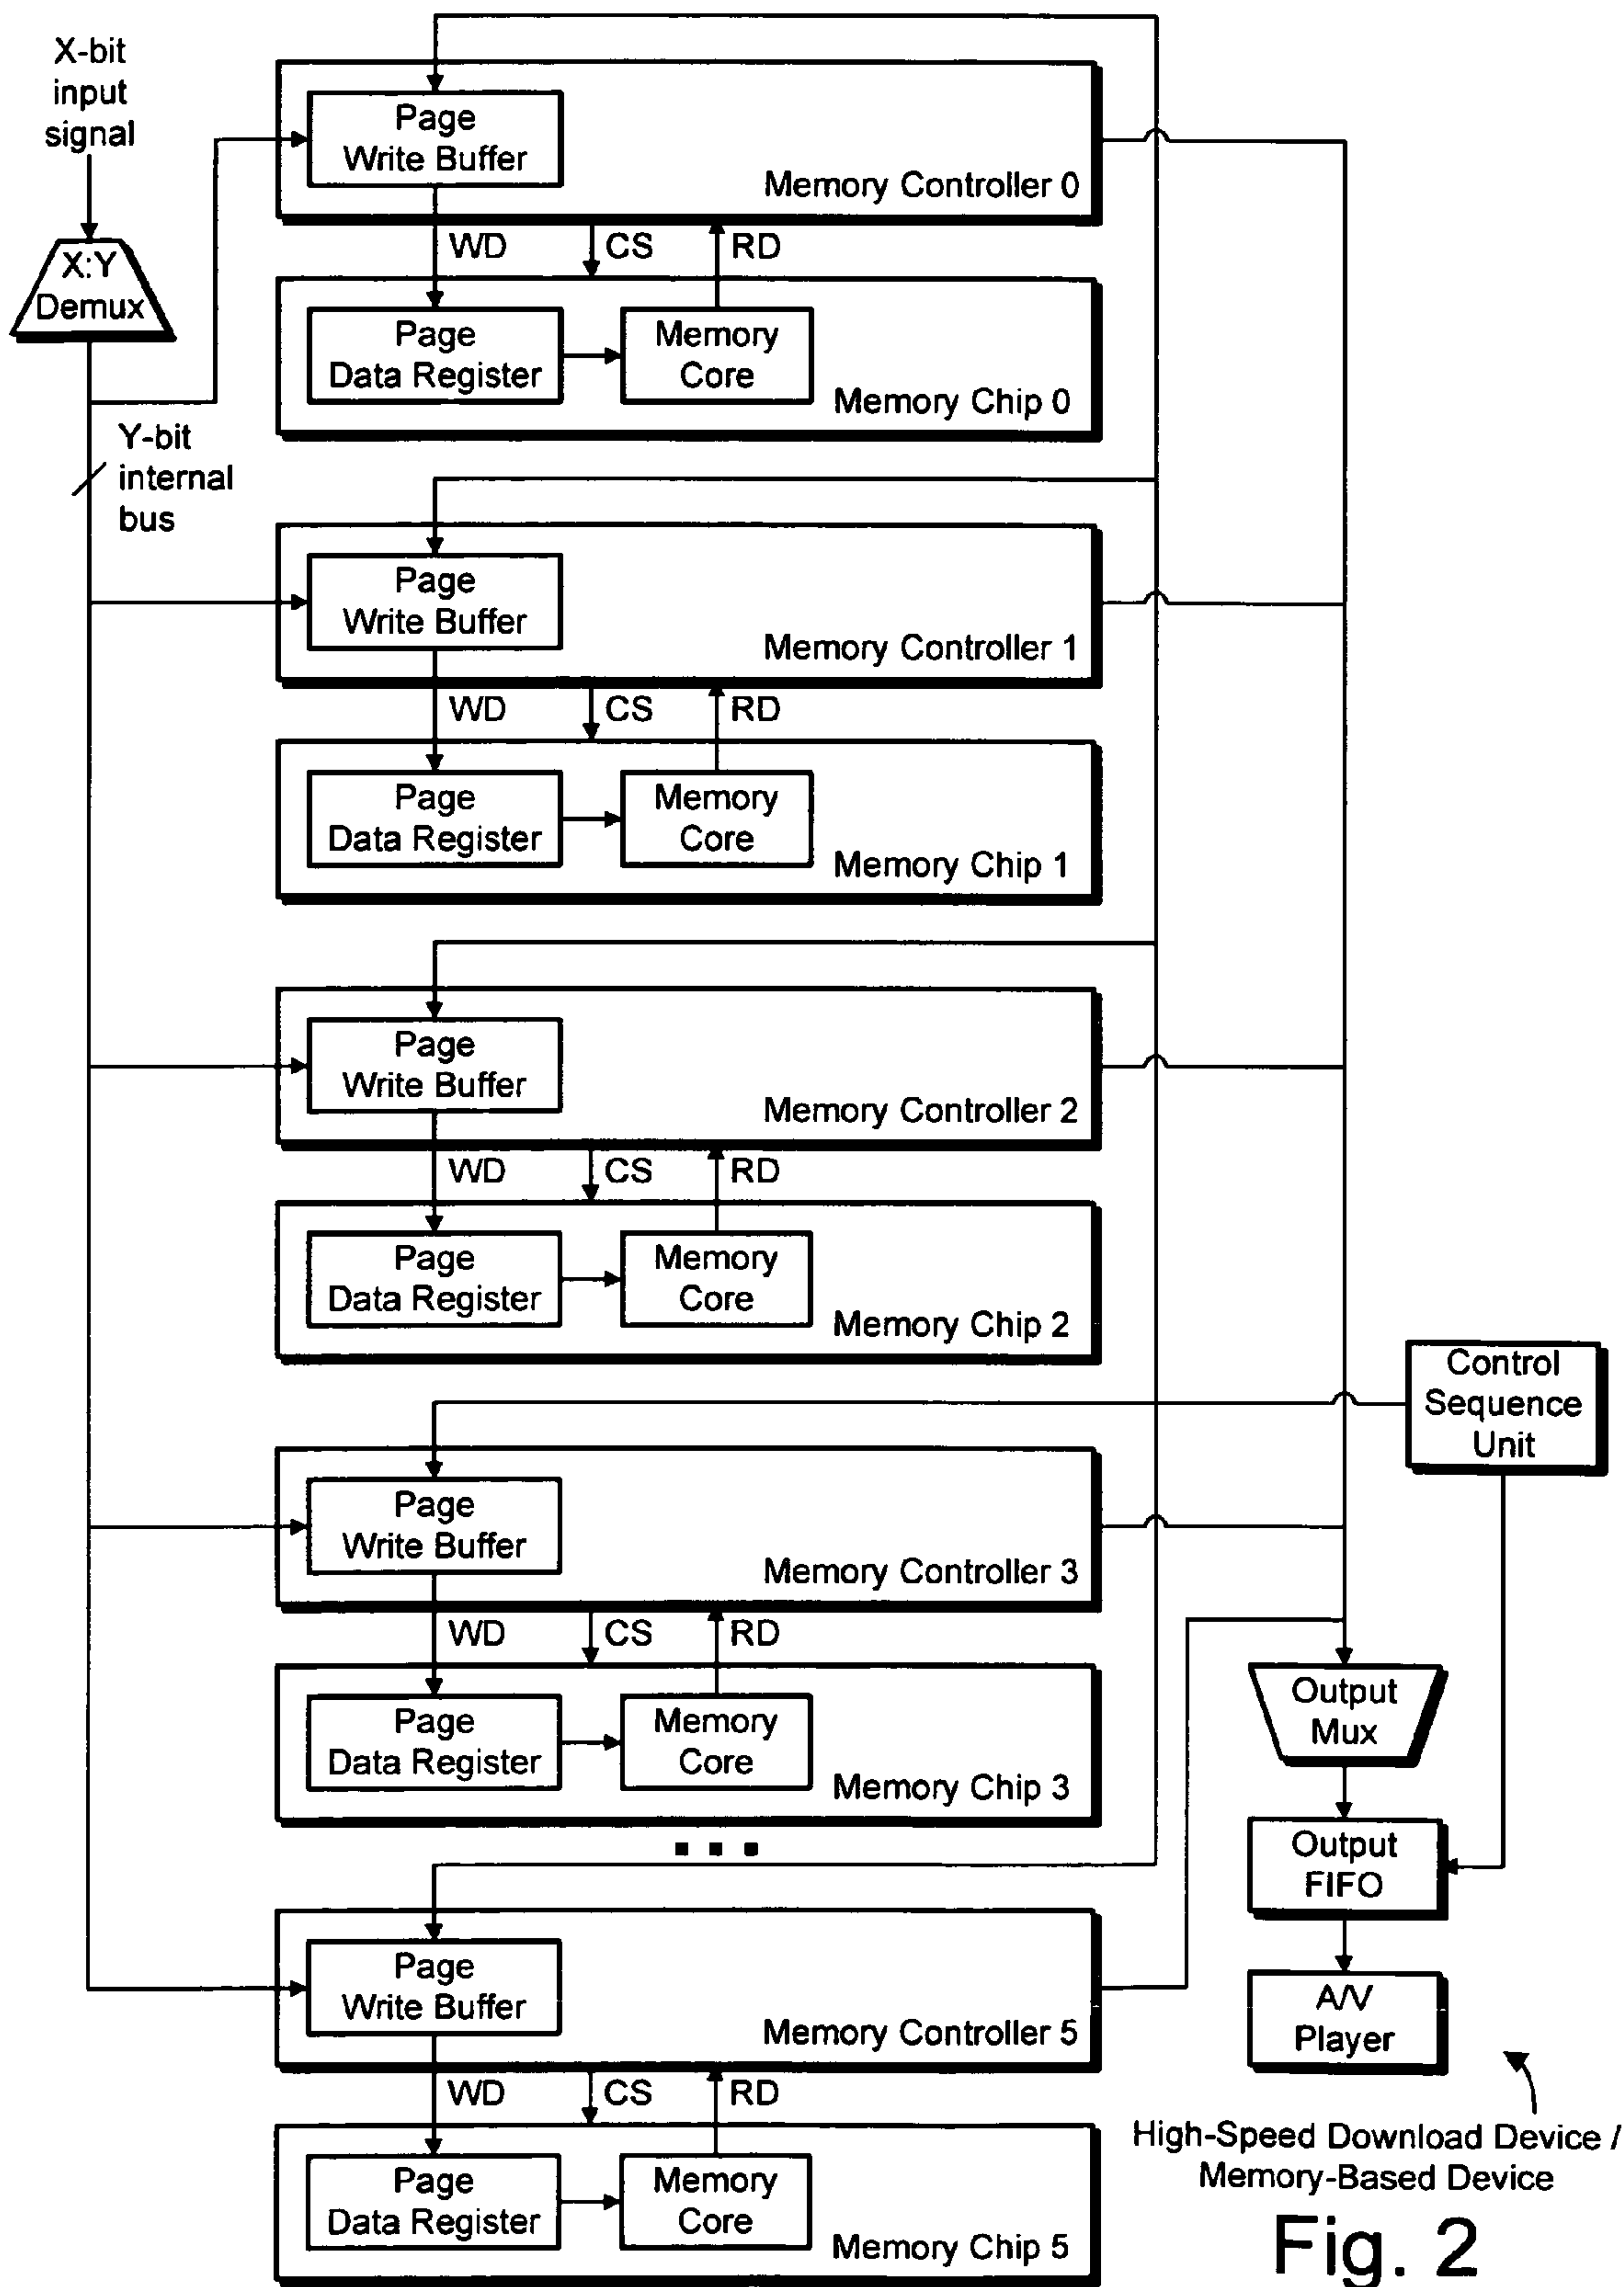 X-bit
input
signal
X:Y
Demux
Y-bit
internal
bus
Page
Write Buffer
Memory Controller 0
WD
CS
RD
Page
Data Register
Memory
Core
Memory Chip 0
Page
Write Buffer
Memory Controller 1
WD
CS
RD
Page
Data Register
Memory
Core
Memory Chip 1
Page
Write Buffer
Memory Controller 2
WD
CS
RD
Page
Data Register
Memory
Core
Memory Chip 2
Page
Write Buffer
Memory Controller 3
WD
CS
RD
Page
Data Register
Memory
Core
Memory Chip 3
...
Page
Write Buffer
Memory Controller 5
WD
CS
RD
Page
Data Register
Memory
Core
Memory Chip 5
Control
Sequence
Unit
Output
Mux
Output
FIFO
A/V
Player
High-Speed Download Device /
Memory-Based Device
Fig. 2